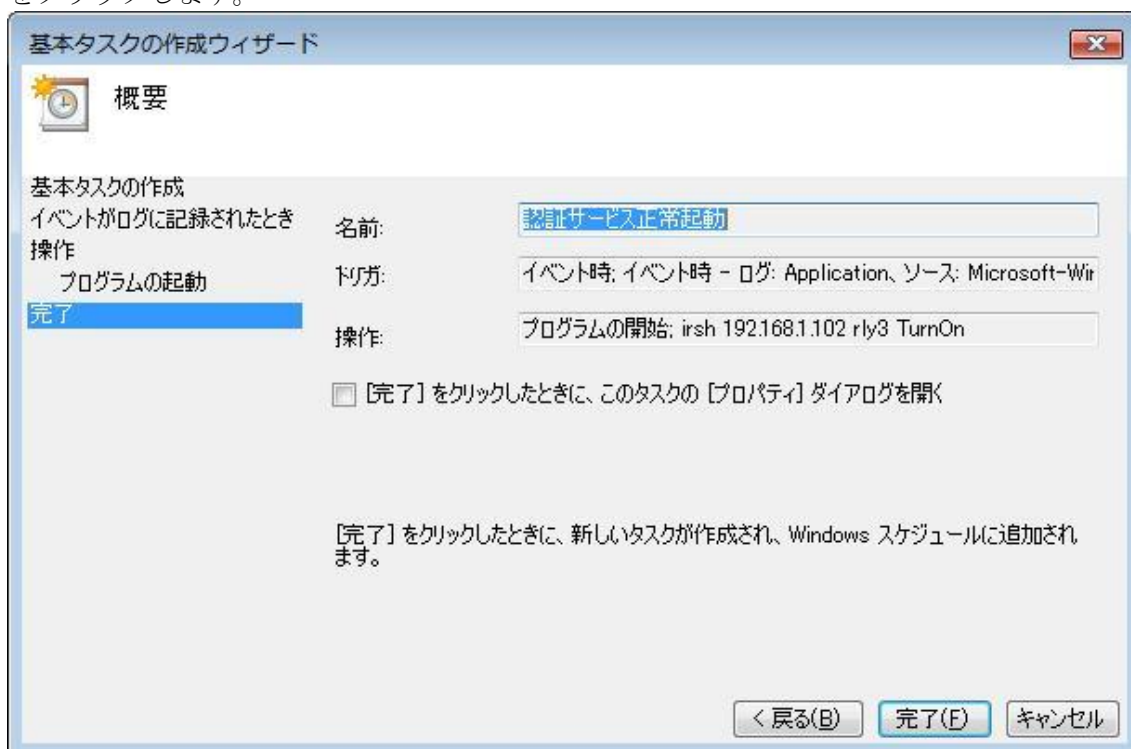 をクリックします。
基本タスクの作成ウィザード
概要
基本タスクの作成
イベントがログに記録されたとき
操作
プログラムの起動
完了
名前:
認証サービス正常起動
トリガ:
イベント時; イベント時 - ログ: Application、ソース: Microsoft-Wir
操作:
プログラムの開始; irsh 192.168.1.102 rly3 TurnOn
[完了] をクリックしたときに、このタスクの [プロパティ] ダイアログを開く
[完了] をクリックしたときに、新しいタスクが作成され、Windows スケジュールに追加され
ます。
< 戻る(B)
完了(F)
キャンセル